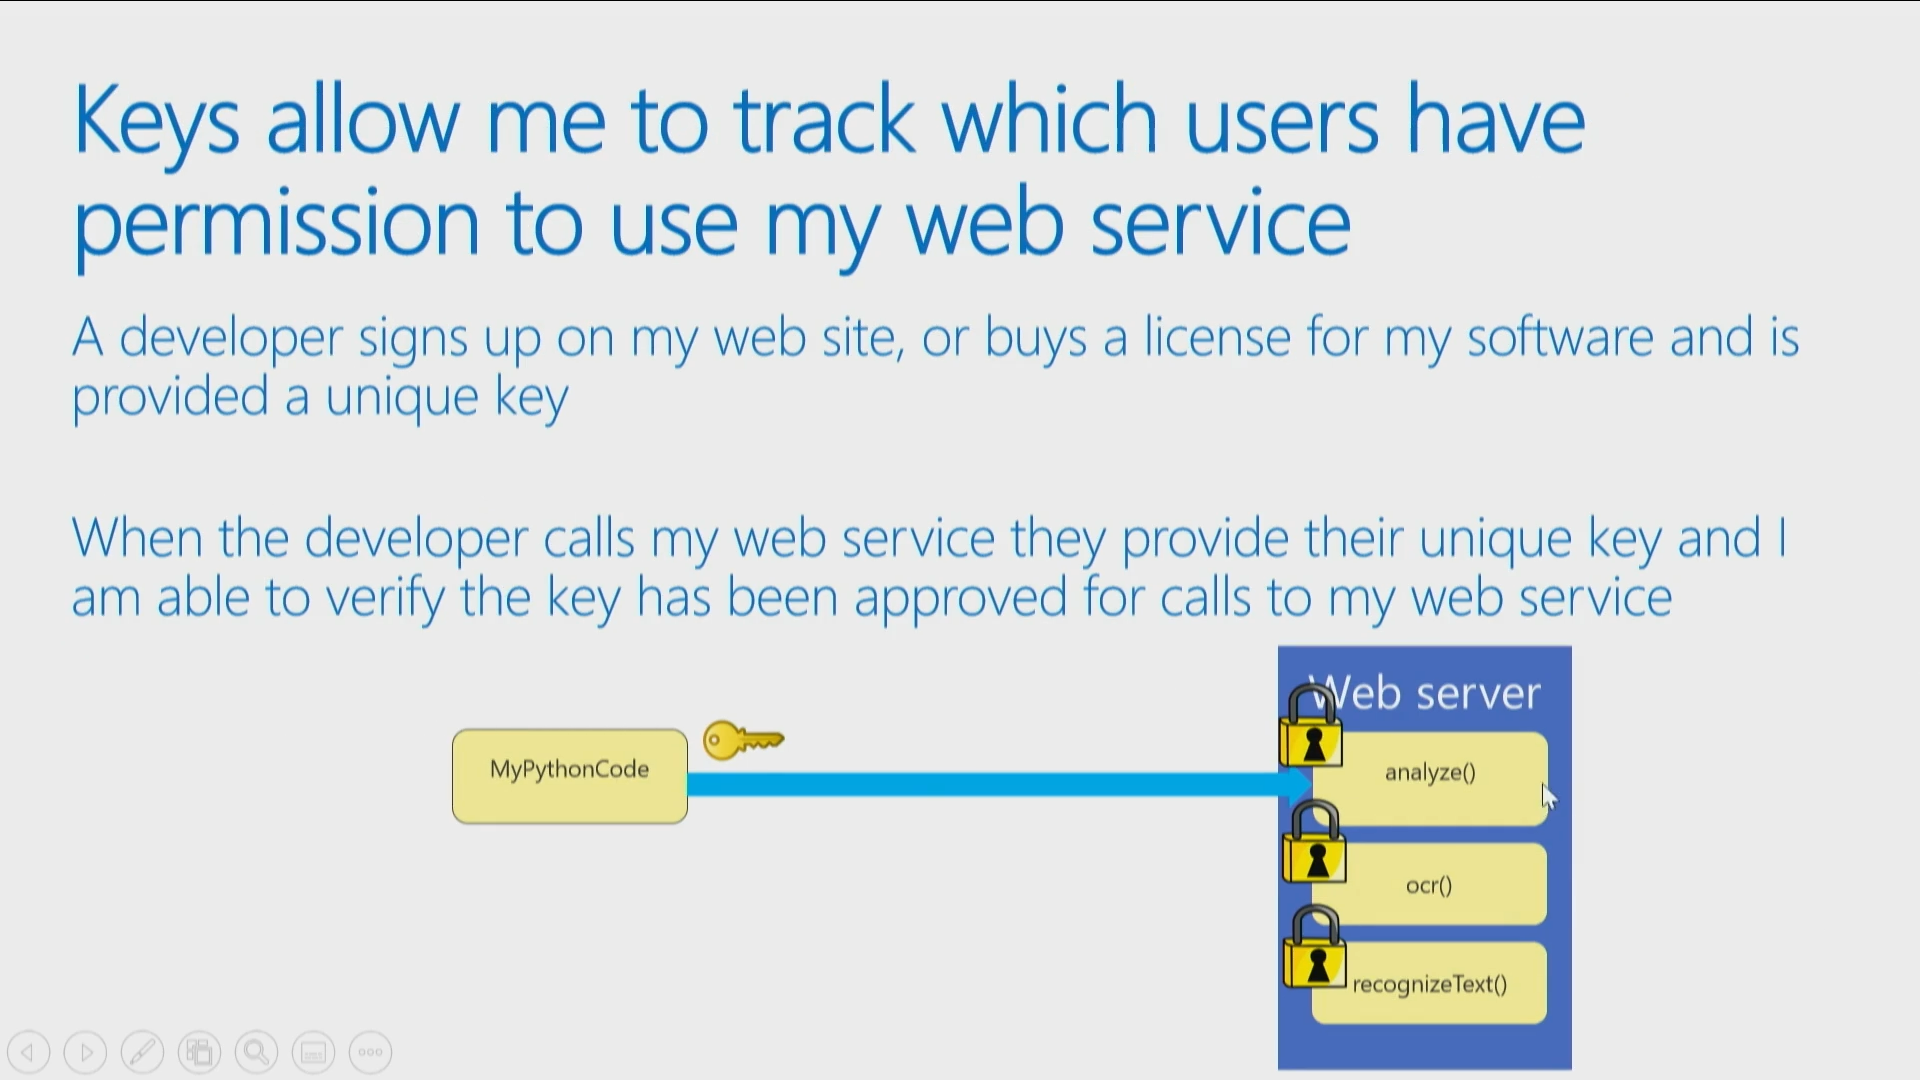 Keys allow me to track which users have
permission to use my web service
A developer signs up on my web site, or buys a license for my software and is
provided a unique key
When the developer calls my web service they provide their unique key and I
am able to verify the key has been approved for calls to my web service
Web server
MyPythonCode
analyze()
ocr()
recognizeText()